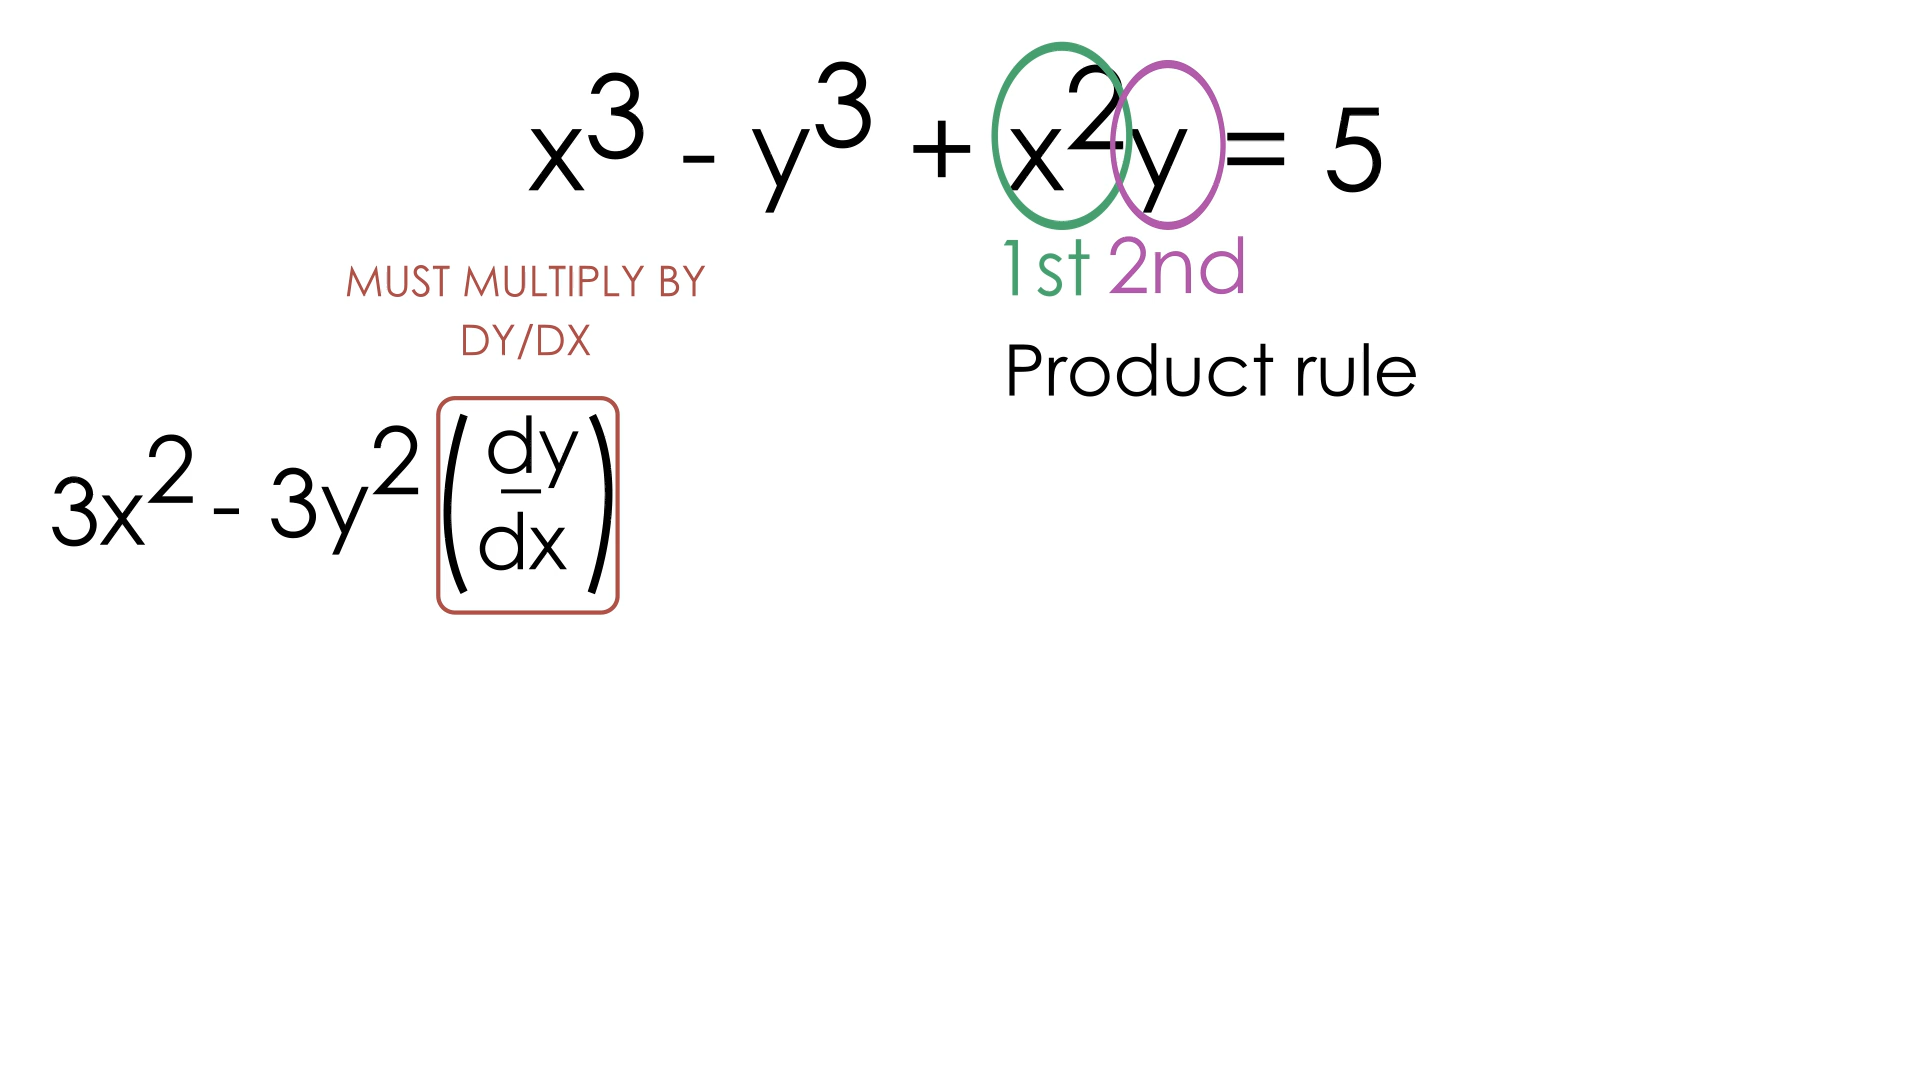 x³ - y³ + x²y = 5
1st 2nd
MUST MULTIPLY BY
DY/DX
Product rule
3x² - 3y² (dy/dx)